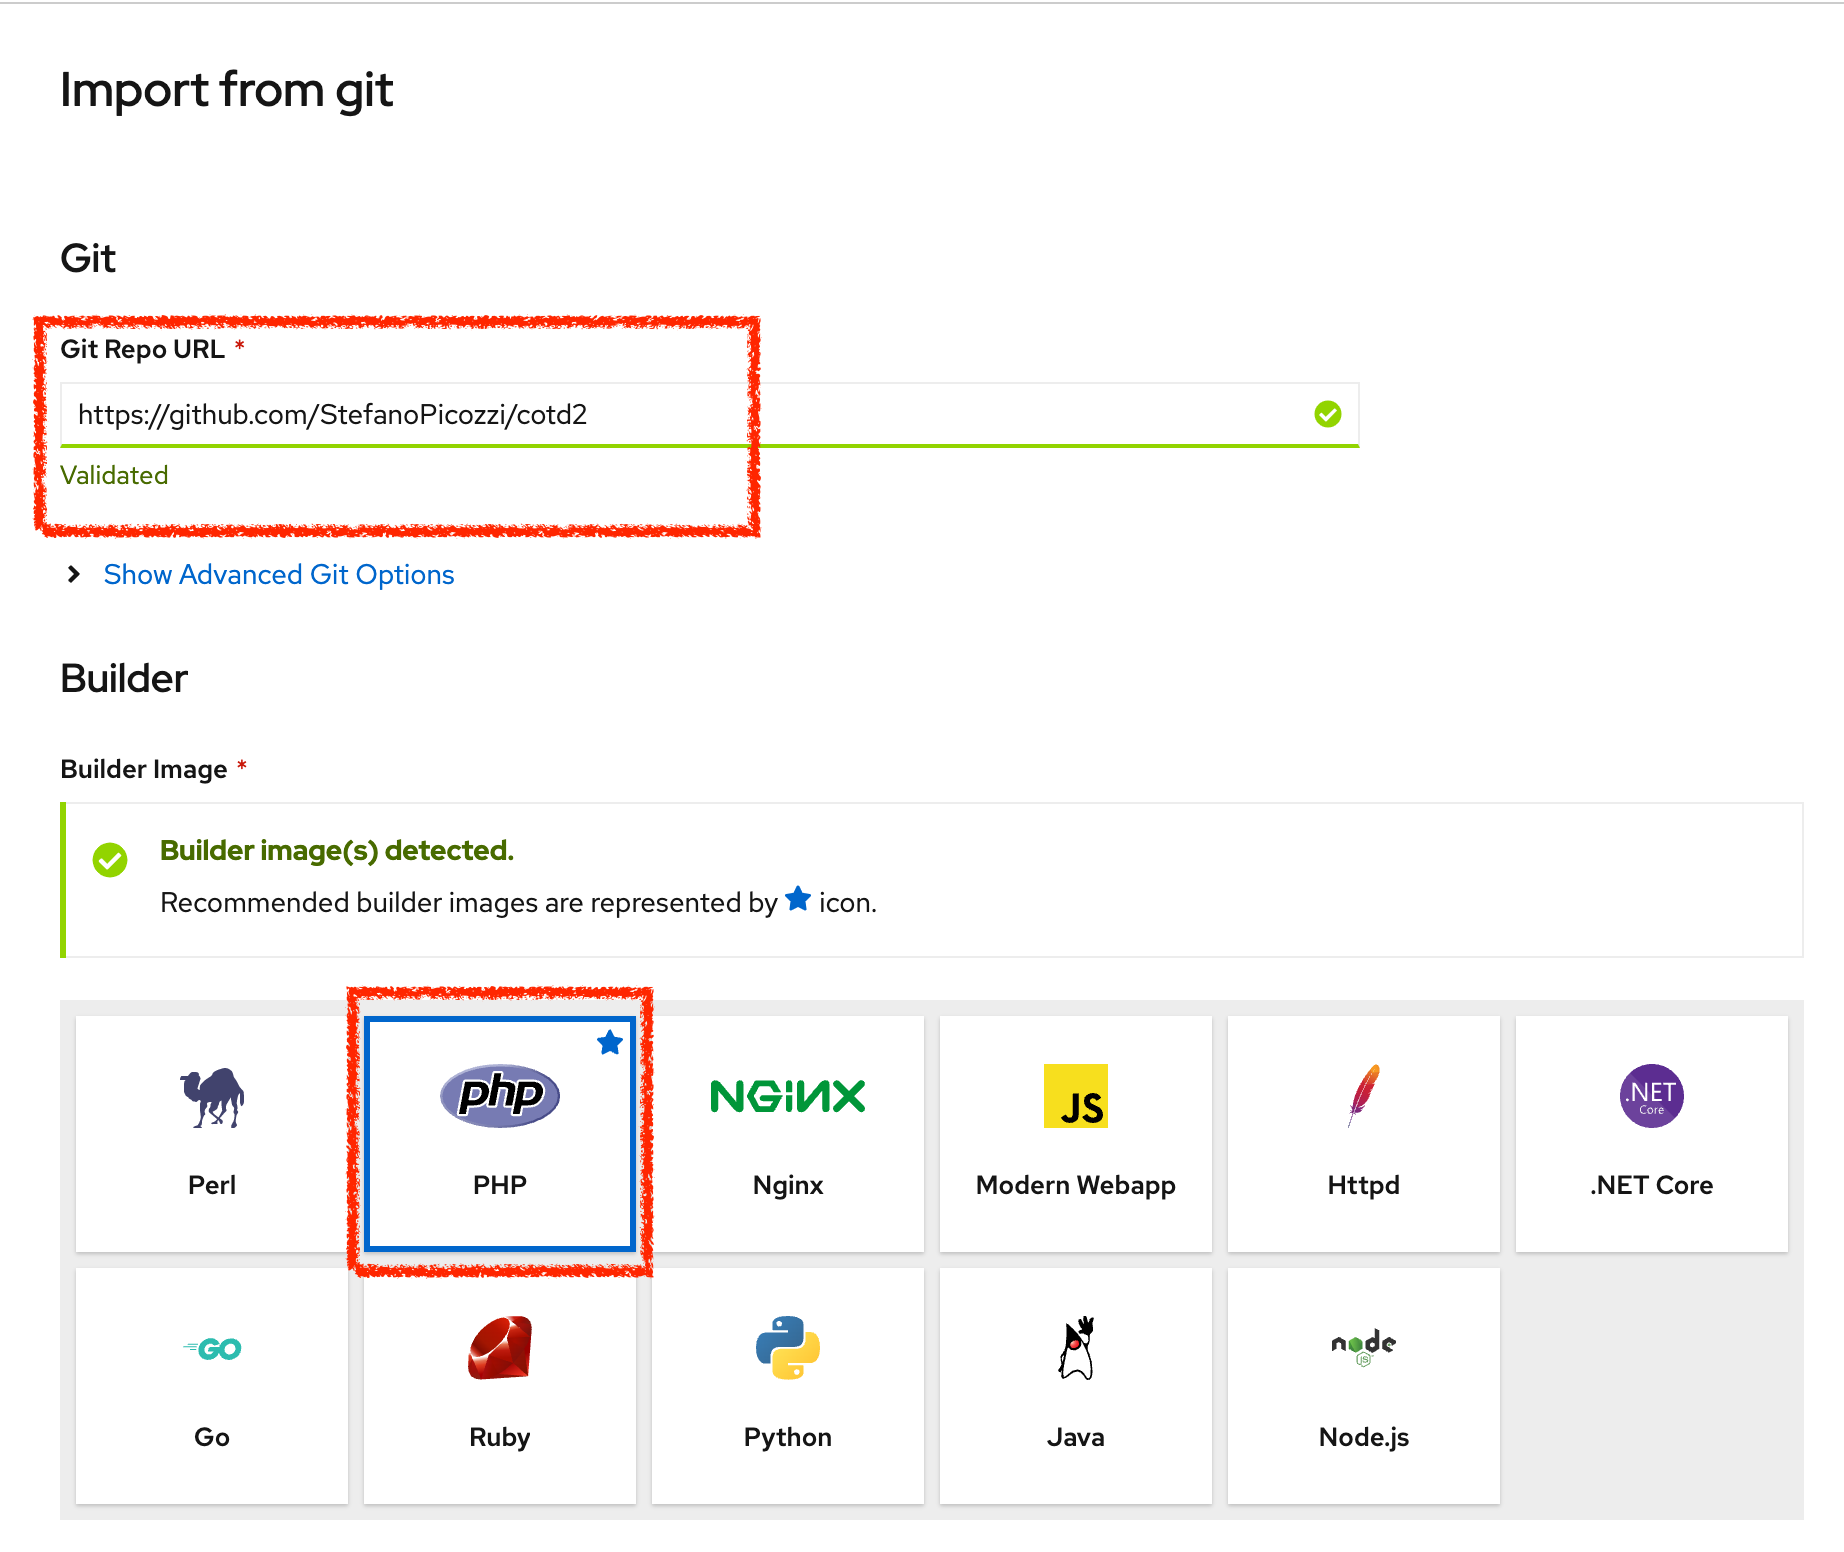 Import from git
Git
Git Repo URL *
https://github.com/StefanoPicozzi/cotd2
Validated
Show Advanced Git Options
Builder
Builder Image *
Builder image(s) detected.
Recommended builder images are represented by icon.
php
NGiNX
JS
.NET
Core
Perl
PHP
Nginx
Modern Webapp
Httpd
.NET Core
GO
node
JS
Go
Ruby
Python
Java
Node.js